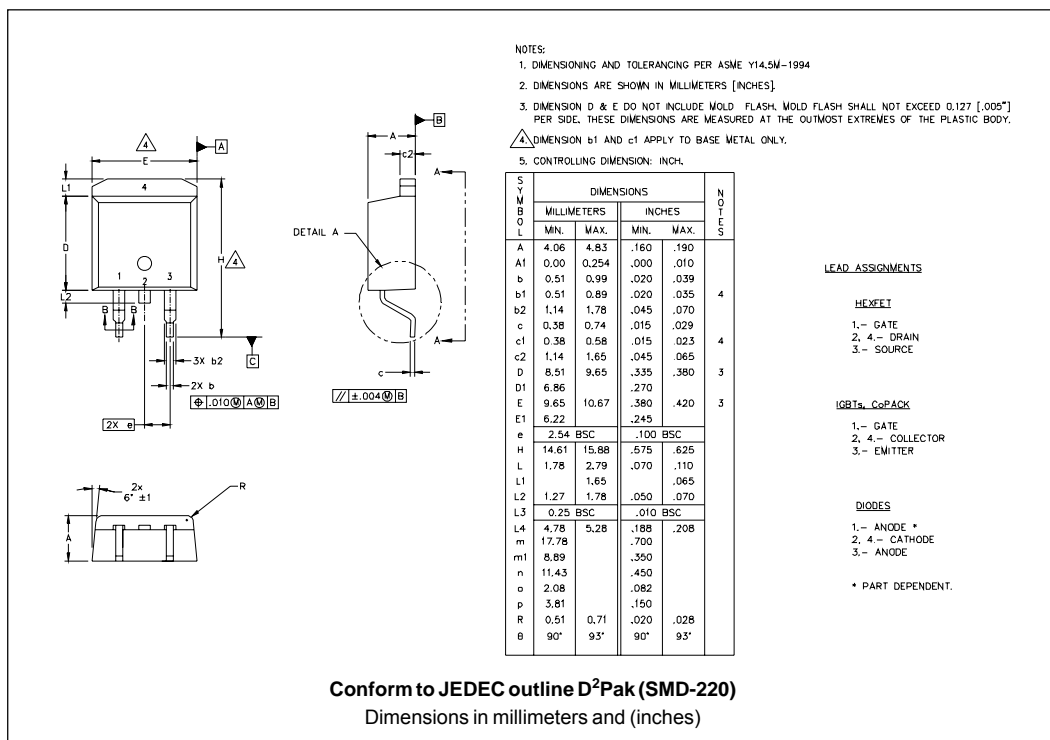 NOTES:
1. DIMENSIONING AND TOLERANCING PER ASME Y14.5M-1994
2. DIMENSIONS ARE SHOWN IN MILLIMETERS [INCHES].
3. DIMENSION D & E DO NOT INCLUDE MOLD FLASH. MOLD FLASH SHALL NOT EXCEED 0.127 [.005"]
PER SIDE. THESE DIMENSIONS ARE MEASURED AT THE OUTMOST EXTREMES OF THE PLASTIC BODY.
4. DIMENSION b1 AND c1 APPLY TO BASE METAL ONLY.
5. CONTROLLING DIMENSION: INCH.
4
E
A
L1
4
D
H
4
1
2
3
L2
B
B
C
3X b2
2X b
⌖ .010Ⓜ AⓂ B
2X e
A
B
c2
A
DETAIL A
A
c
// ±.004Ⓜ B
2x
6° ±1
R
A
SYMBOL DIMENSIONS NOTES
MILLIMETERS INCHES
MIN. MAX. MIN. MAX.
A 4.06 4.83 .160 .190
A1 0.00 0.254 .000 .010
b 0.51 0.99 .020 .039
b1 0.51 0.89 .020 .035 4
b2 1.14 1.78 .045 .070
c 0.38 0.74 .015 .029
c1 0.38 0.58 .015 .023 4
c2 1.14 1.65 .045 .065
D 8.51 9.65 .335 .380 3
D1 6.86 .270
E 9.65 10.67 .380 .420 3
E1 6.22 .245
e 2.54 BSC .100 BSC
H 14.61 15.88 .575 .625
L 1.78 2.79 .070 .110
L1 1.65 .065
L2 1.27 1.78 .050 .070
L3 0.25 BSC .010 BSC
L4 4.78 5.28 .188 .208
m 17.78 .700
m1 8.89 .350
n 11.43 .450
o 2.08 .082
p 3.81 .150
R 0.51 0.71 .020 .028
θ 90° 93° 90° 93°
LEAD ASSIGNMENTS
HEXFET
1.- GATE
2, 4.- DRAIN
3.- SOURCE
IGBTs, CoPACK
1.- GATE
2, 4.- COLLECTOR
3.- EMITTER
DIODES
1.- ANODE *
2, 4.- CATHODE
3.- ANODE
* PART DEPENDENT.
Conform to JEDEC outline D²Pak (SMD-220)
Dimensions in millimeters and (inches)